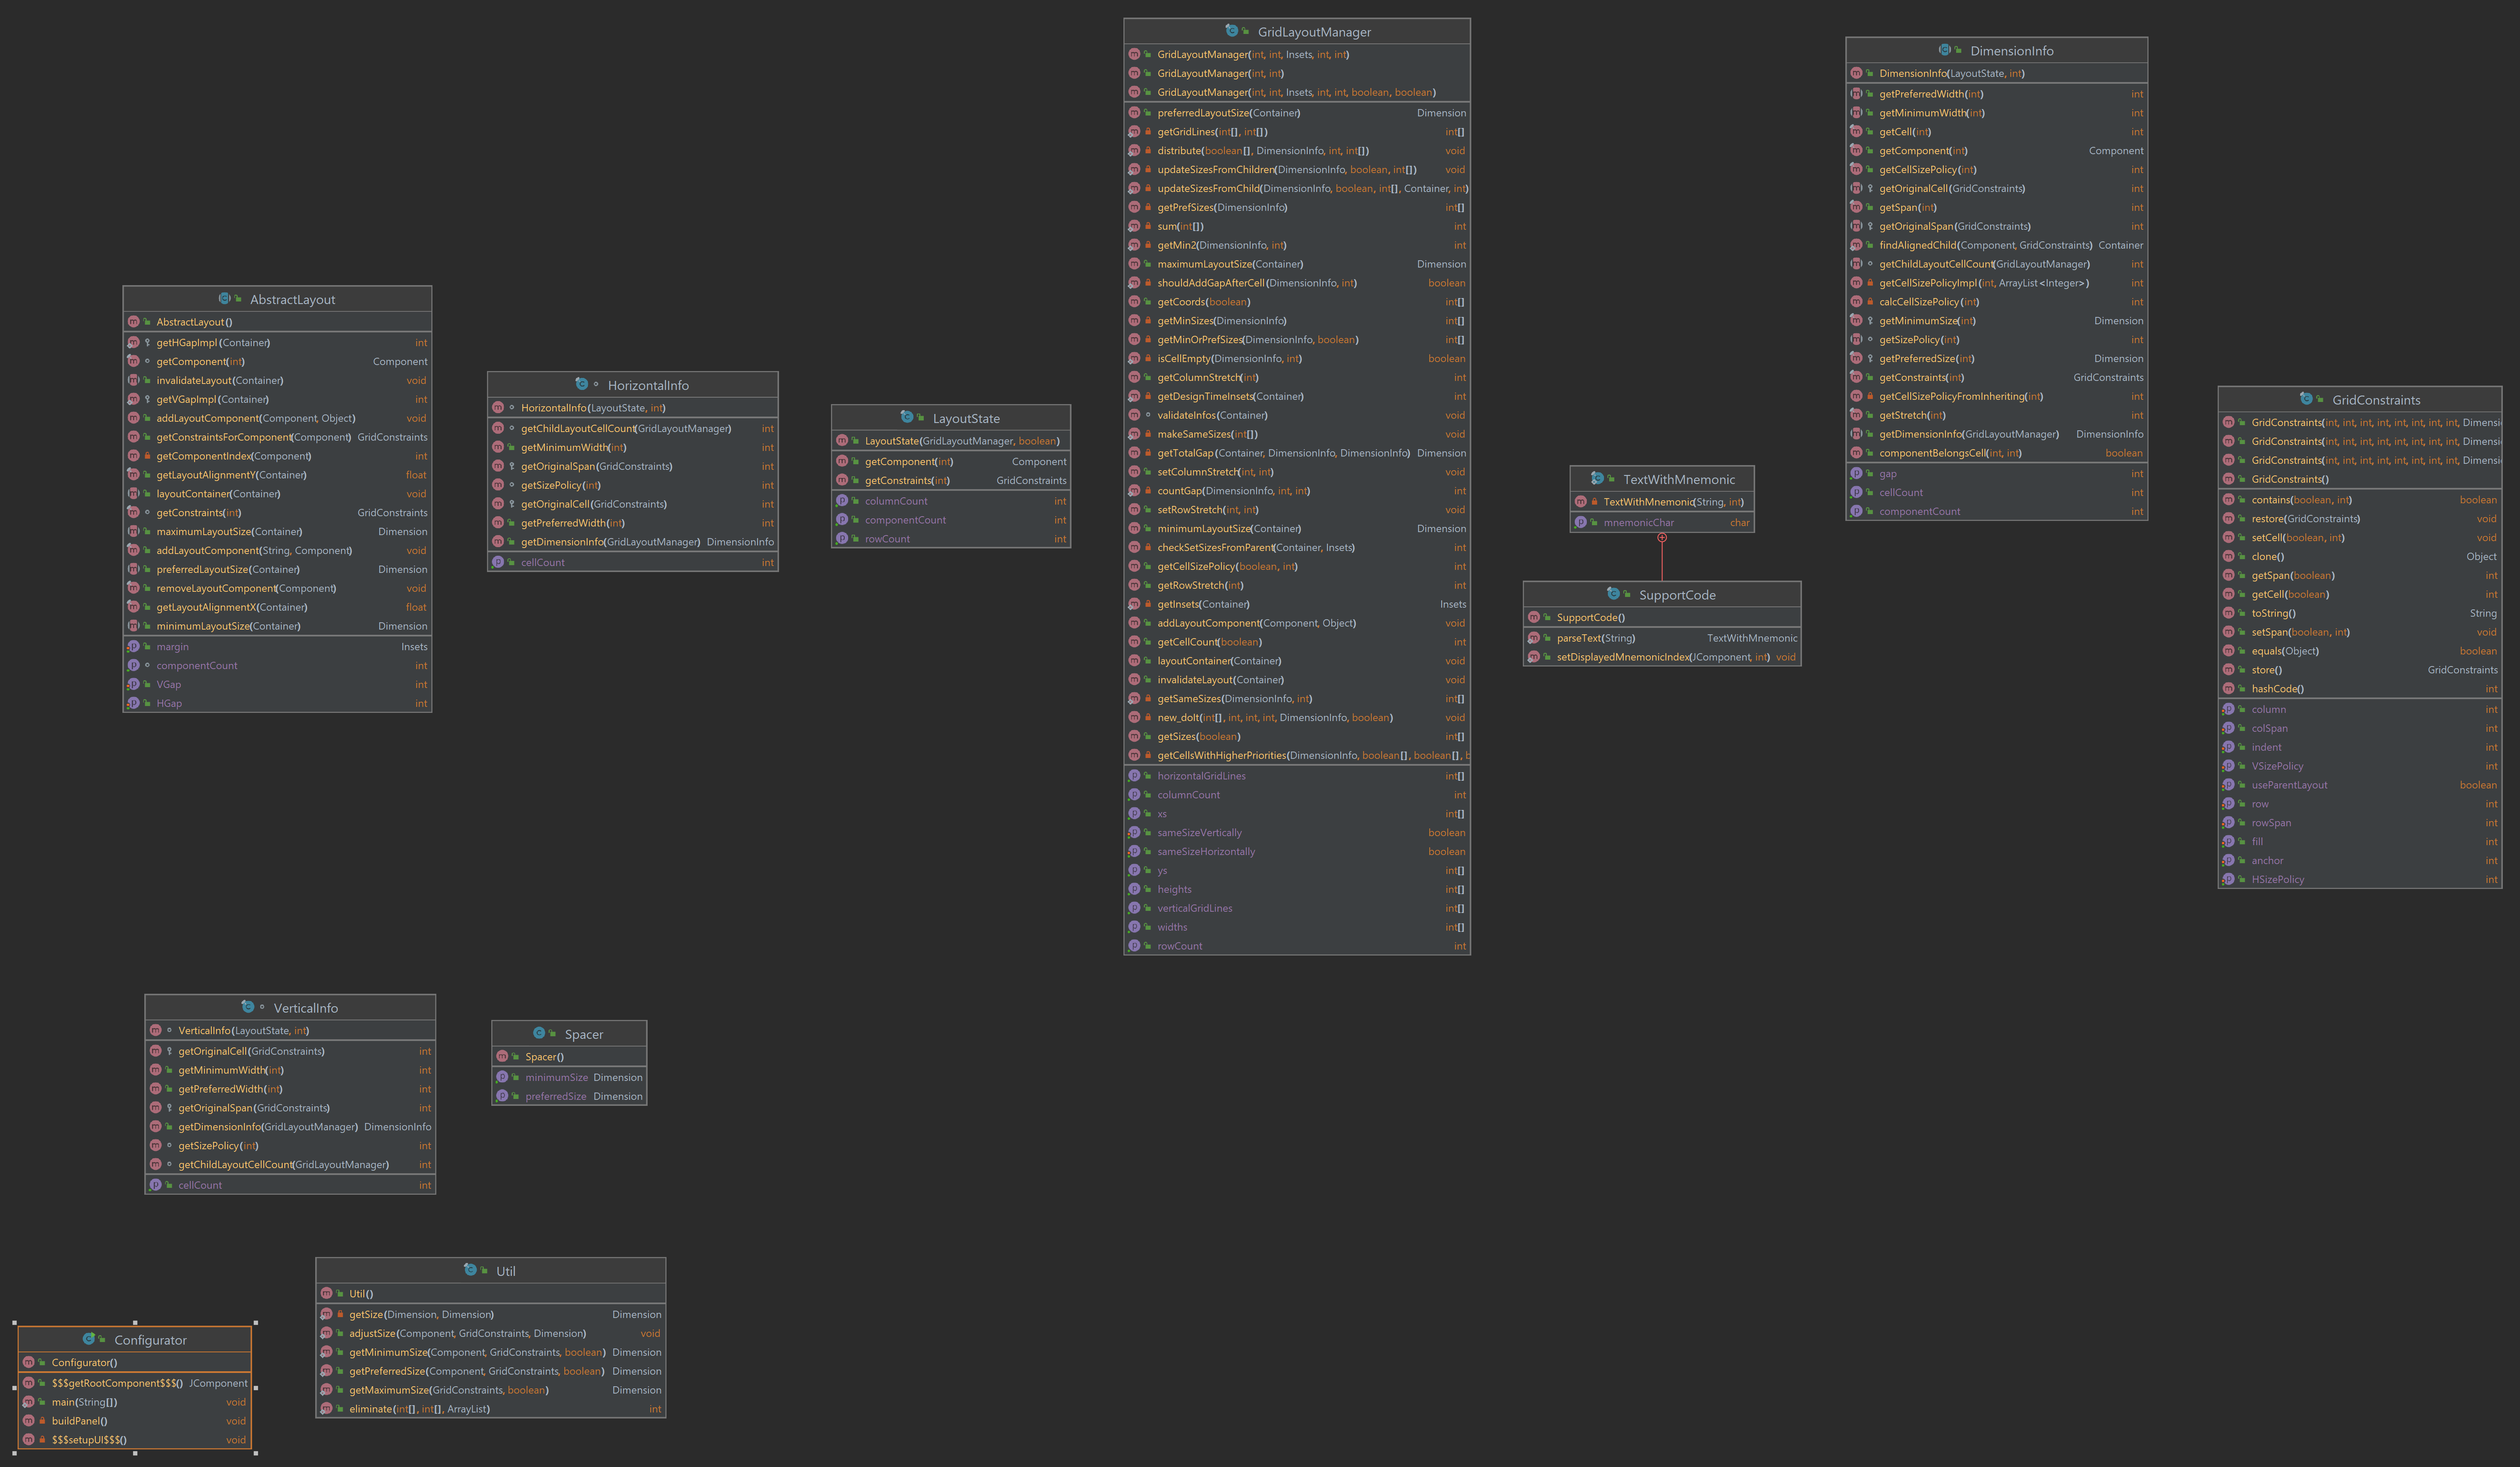 GridLayoutManager
GridLayoutManager(int, int, Insets, int, int)
GridLayoutManager(int, int)
GridLayoutManager(int, int, Insets, int, int, boolean, boolean)
preferredLayoutSize(Container) Dimension
getGridLines(int[], int[]) int[]
distribute(boolean[], DimensionInfo, int, int[]) void
updateSizesFromChildren(DimensionInfo, boolean, int[]) void
updateSizesFromChild(DimensionInfo, boolean, int[], Container, int)
getPrefSizes(DimensionInfo) int[]
sum(int[]) int
getMin2(DimensionInfo, int) int
maximumLayoutSize(Container) Dimension
shouldAddGapAfterCell(DimensionInfo, int) boolean
getCoords(boolean) int[]
getMinSizes(DimensionInfo) int[]
getMinOrPrefSizes(DimensionInfo, boolean) int[]
isCellEmpty(DimensionInfo, int) boolean
getColumnStretch(int) int
getDesignTimeInsets(Container) int
validateInfos(Container) void
makeSameSizes(int[]) void
getTotalGap(Container, DimensionInfo, DimensionInfo) Dimension
setColumnStretch(int, int) void
countGap(DimensionInfo, int, int) int
setRowStretch(int, int) void
minimumLayoutSize(Container) Dimension
checkSetSizesFromParent(Container, Insets) int
getCellSizePolicy(boolean, int) int
getRowStretch(int) int
getInsets(Container) Insets
addLayoutComponent(Component, Object) void
getCellCount(boolean) int
layoutContainer(Container) void
invalidateLayout(Container) void
getSameSizes(DimensionInfo, int) int[]
new_doIt(int[], int, int, int, DimensionInfo, boolean) void
getSizes(boolean) int[]
getCellsWithHigherPriorities(DimensionInfo, boolean[], boolean[], b
horizontalGridLines int[]
columnCount int
xs int[]
sameSizeVertically boolean
sameSizeHorizontally boolean
ys int[]
heights int[]
verticalGridLines int[]
widths int[]
rowCount int
DimensionInfo
DimensionInfo(LayoutState, int)
getPreferredWidth(int) int
getMinimumWidth(int) int
getCell(int) int
getComponent(int) Component
getCellSizePolicy(int) int
getOriginalCell(GridConstraints) int
getSpan(int) int
getOriginalSpan(GridConstraints) int
findAlignedChild(Component, GridConstraints) Container
getChildLayoutCellCount(GridLayoutManager) int
getCellSizePolicyImpl(int, ArrayList<Integer>) int
calcCellSizePolicy(int) int
getMinimumSize(int) Dimension
getSizePolicy(int) int
getPreferredSize(int) Dimension
getConstraints(int) GridConstraints
getCellSizePolicyFromInheriting(int) int
getStretch(int) int
getDimensionInfo(GridLayoutManager) DimensionInfo
componentBelongsCell(int, int) boolean
gap int
cellCount int
componentCount int
AbstractLayout
AbstractLayout()
getHGapImpl(Container) int
getComponent(int) Component
invalidateLayout(Container) void
getVGapImpl(Container) int
addLayoutComponent(Component, Object) void
getConstraintsForComponent(Component) GridConstraints
getComponentIndex(Component) int
getLayoutAlignmentY(Container) float
layoutContainer(Container) void
getConstraints(int) GridConstraints
maximumLayoutSize(Container) Dimension
addLayoutComponent(String, Component) void
preferredLayoutSize(Container) Dimension
removeLayoutComponent(Component) void
getLayoutAlignmentX(Container) float
minimumLayoutSize(Container) Dimension
margin Insets
componentCount int
VGap int
HGap int
HorizontalInfo
HorizontalInfo(LayoutState, int)
getChildLayoutCellCount(GridLayoutManager) int
getMinimumWidth(int) int
getOriginalSpan(GridConstraints) int
getSizePolicy(int) int
getOriginalCell(GridConstraints) int
getPreferredWidth(int) int
getDimensionInfo(GridLayoutManager) DimensionInfo
cellCount int
LayoutState
LayoutState(GridLayoutManager, boolean)
getComponent(int) Component
getConstraints(int) GridConstraints
columnCount int
componentCount int
rowCount int
TextWithMnemonic
TextWithMnemonic(String, int)
mnemonicChar char
SupportCode
SupportCode()
parseText(String) TextWithMnemonic
setDisplayedMnemonicIndex(JComponent, int) void
GridConstraints
GridConstraints(int, int, int, int, int, int, int, int, Dimensi
GridConstraints(int, int, int, int, int, int, int, int, Dimensi
GridConstraints(int, int, int, int, int, int, int, int, Dimensi
GridConstraints()
contains(boolean, int) boolean
restore(GridConstraints) void
setCell(boolean, int) void
clone() Object
getSpan(boolean) int
getCell(boolean) int
toString() String
setSpan(boolean, int) void
equals(Object) boolean
store() GridConstraints
hashCode() int
column int
colSpan int
indent int
VSizePolicy int
useParentLayout boolean
row int
rowSpan int
fill int
anchor int
HSizePolicy int
VerticalInfo
VerticalInfo(LayoutState, int)
getOriginalCell(GridConstraints) int
getMinimumWidth(int) int
getPreferredWidth(int) int
getOriginalSpan(GridConstraints) int
getDimensionInfo(GridLayoutManager) DimensionInfo
getSizePolicy(int) int
getChildLayoutCellCount(GridLayoutManager) int
cellCount int
Spacer
Spacer()
minimumSize Dimension
preferredSize Dimension
Util
Util()
getSize(Dimension, Dimension) Dimension
adjustSize(Component, GridConstraints, Dimension) void
getMinimumSize(Component, GridConstraints, boolean) Dimension
getPreferredSize(Component, GridConstraints, boolean) Dimension
getMaximumSize(GridConstraints, boolean) Dimension
eliminate(int[], int[], ArrayList) int
Configurator
Configurator()
$$$getRootComponent$$$() JComponent
main(String[]) void
buildPanel() void
$$$setupUI$$$() void